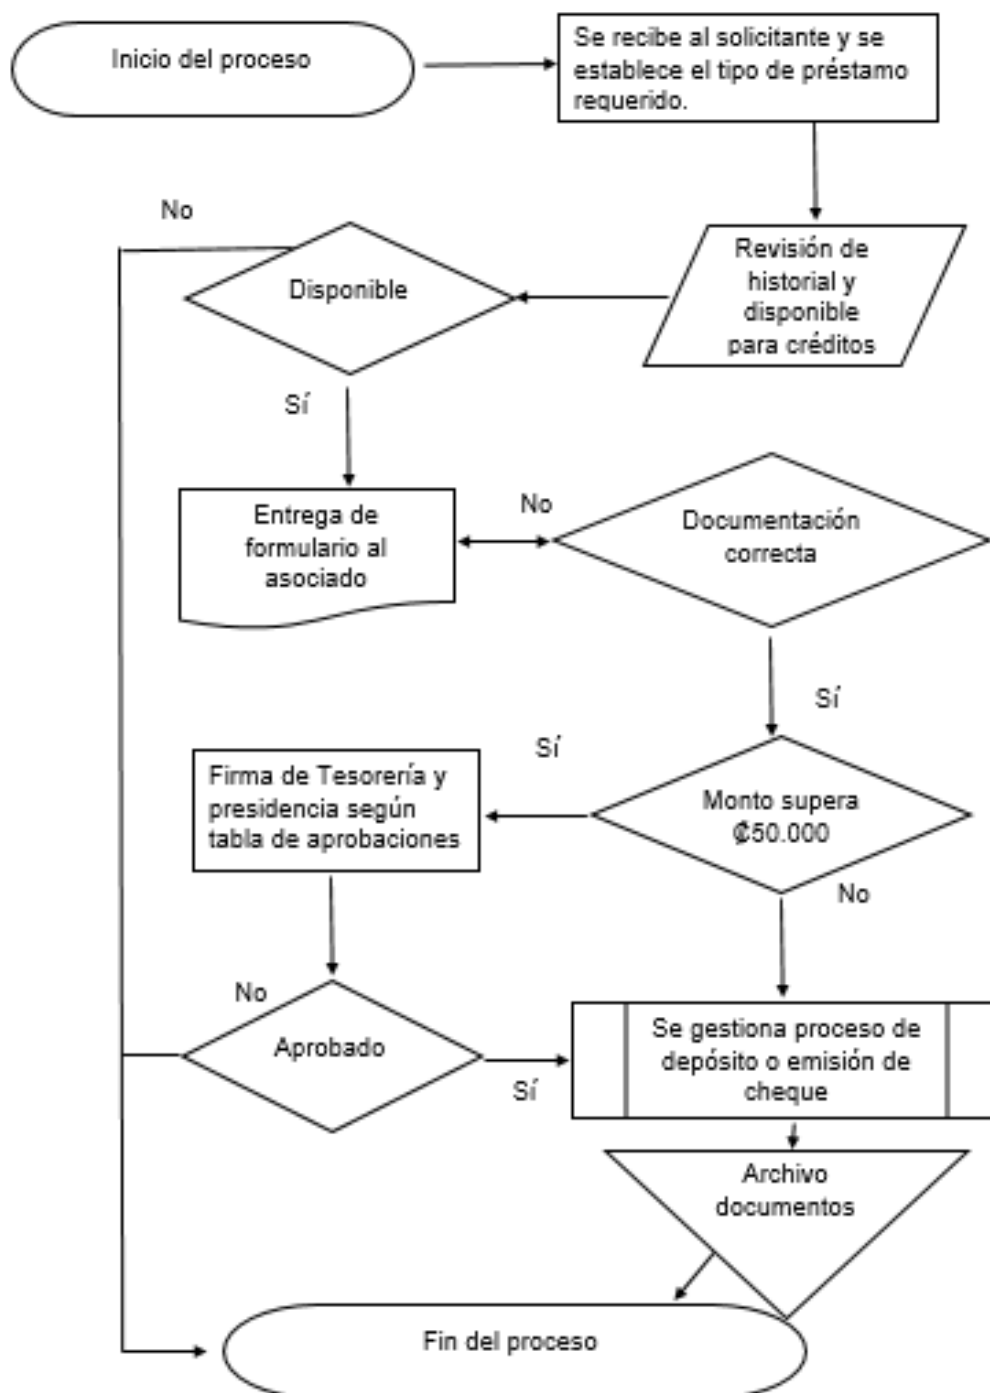 Inicio del proceso
Se recibe al solicitante y se
establece el tipo de préstamo
requerido.
No
Disponible
Revisión de
historial y
disponible
para créditos
Sí
Entrega de
formulario al
asociado
No
Documentación
correcta
Sí
Sí
Firma de Tesorería y
presidencia según
tabla de aprobaciones
Monto supera
₡50.000
No
No
Aprobado
Sí
Se gestiona proceso de
depósito o emisión de
cheque
Archivo
documentos
Fin del proceso